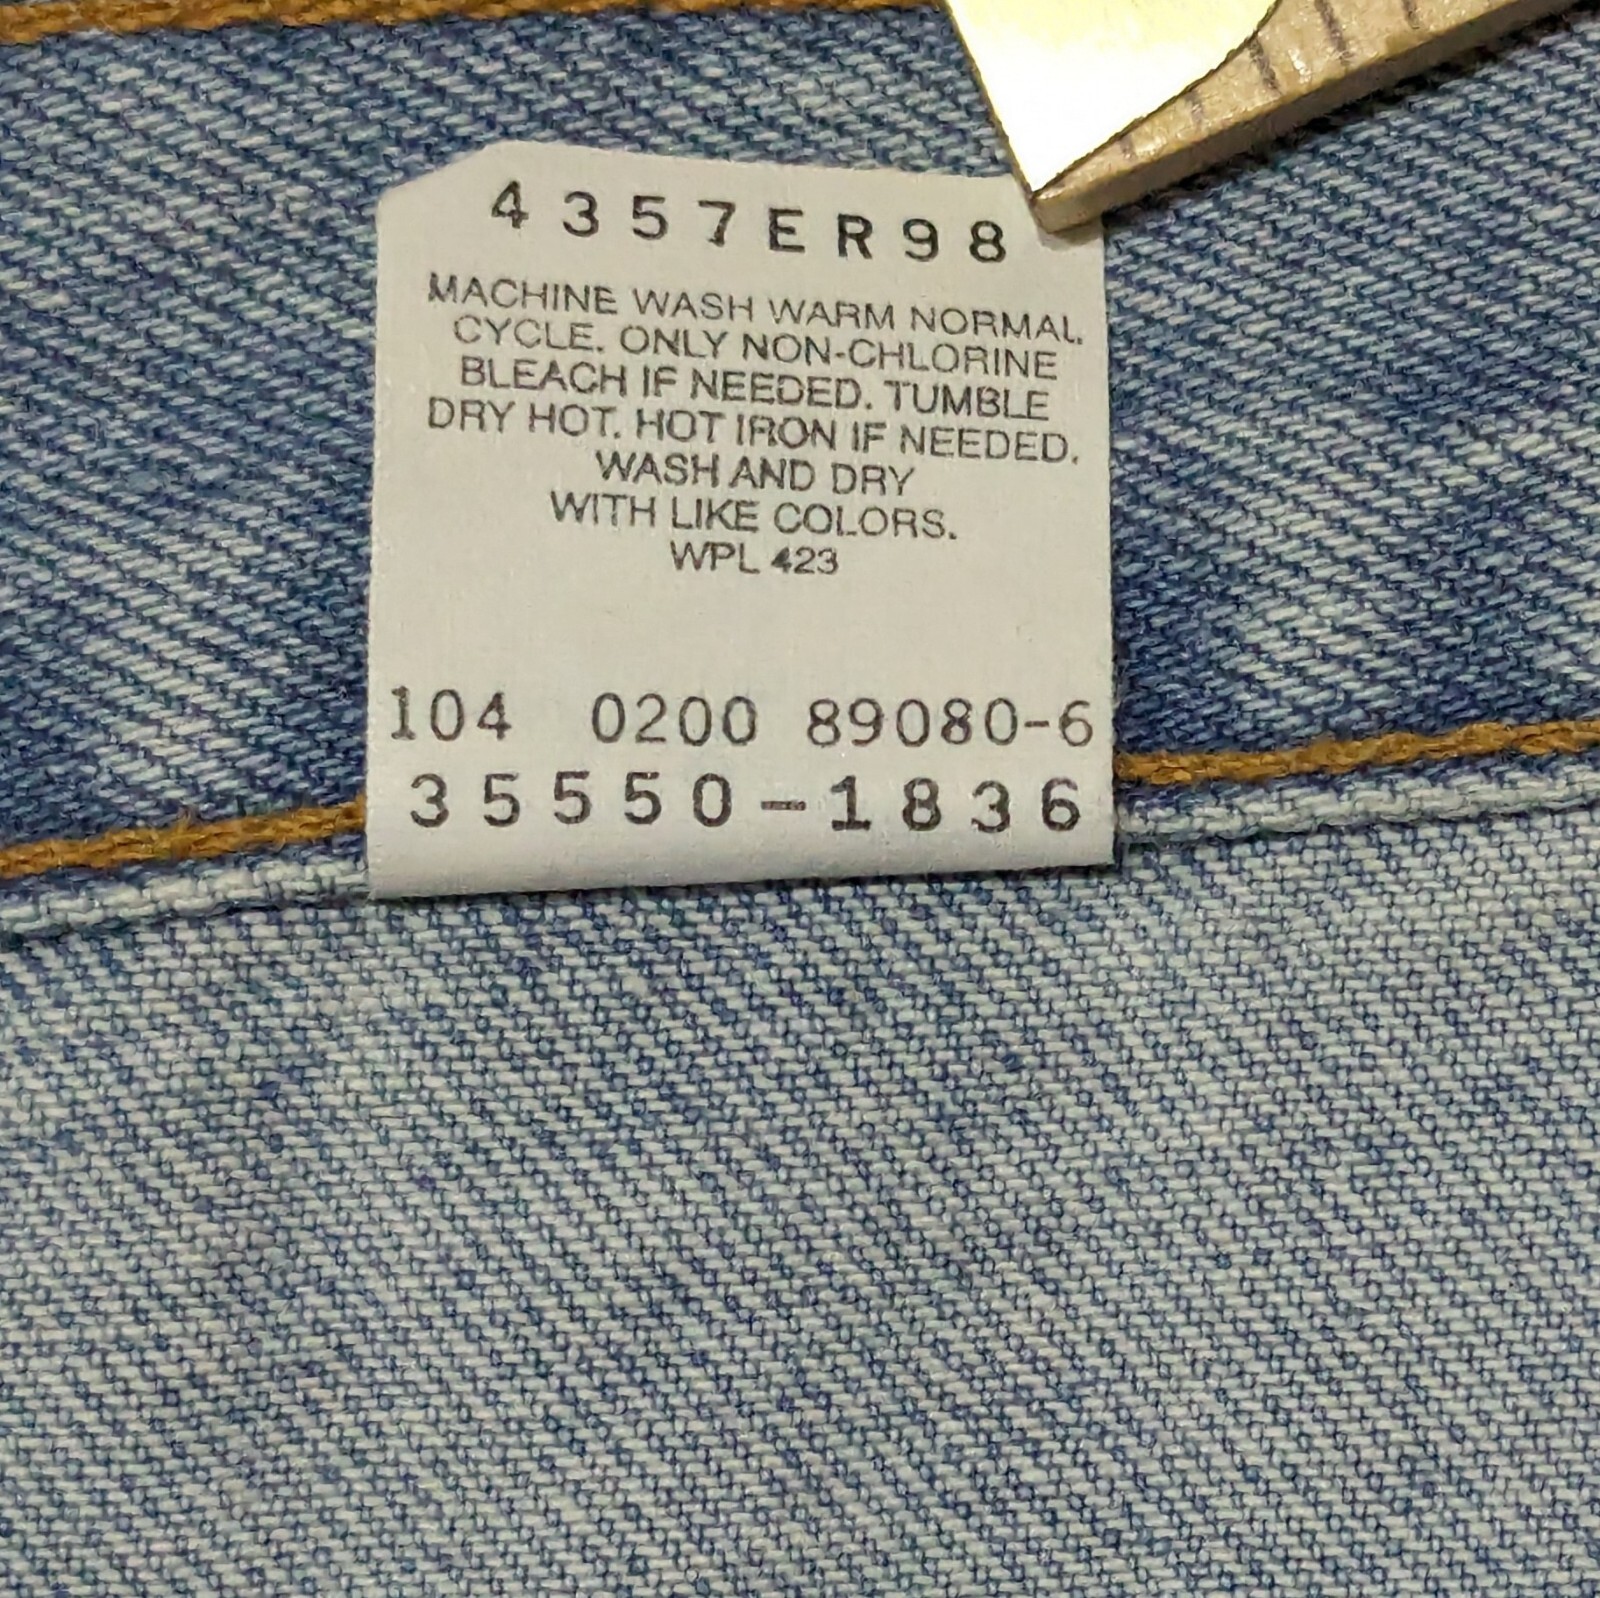 4357ER98
MACHINE WASH WARM NORMAL
CYCLE. ONLY NON-CHLORINE
BLEACH IF NEEDED. TUMBLE
DRY HOT. HOT IRON IF NEEDED.
WASH AND DRY
WITH LIKE COLORS.
WPL 423
104 0200 89080-6
35550-1836